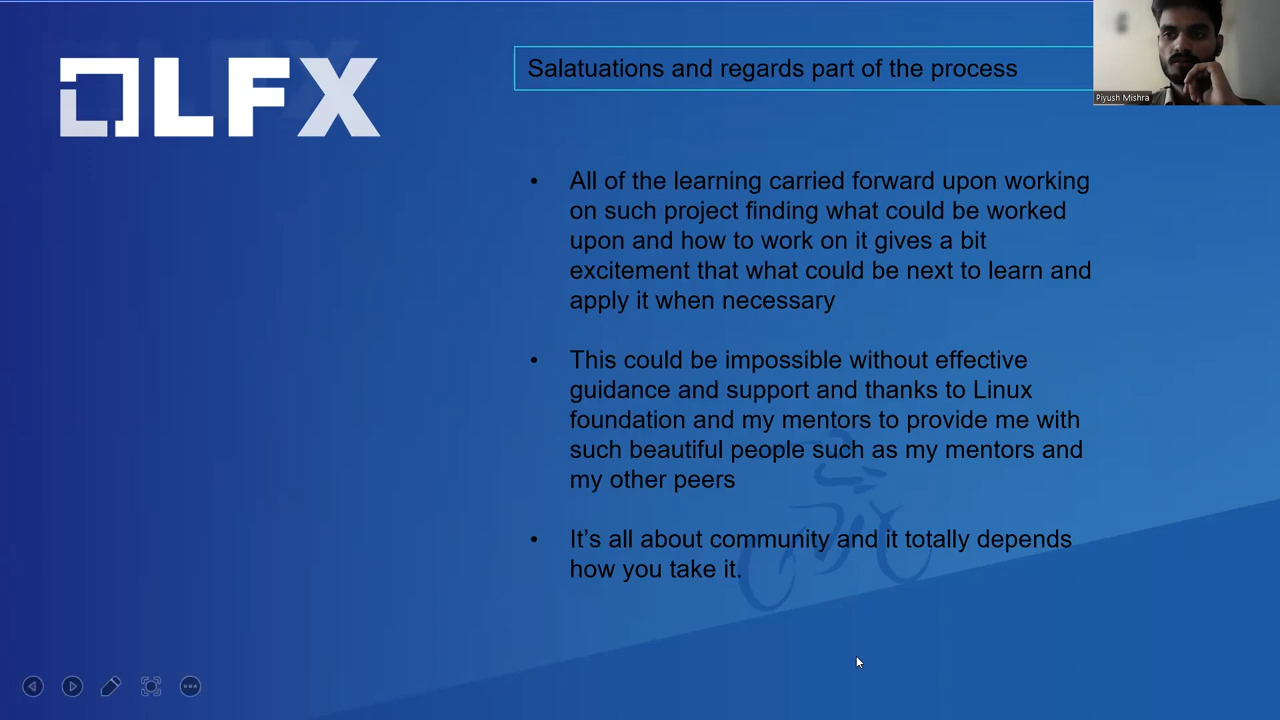 LFX
Salatuations and regards part of the process
Piyush Mishra
• All of the learning carried forward upon working
on such project finding what could be worked
upon and how to work on it gives a bit
excitement that what could be next to learn and
apply it when necessary
• This could be impossible without effective
guidance and support and thanks to Linux
foundation and my mentors to provide me with
such beautiful people such as my mentors and
my other peers
• It’s all about community and it totally depends
how you take it.